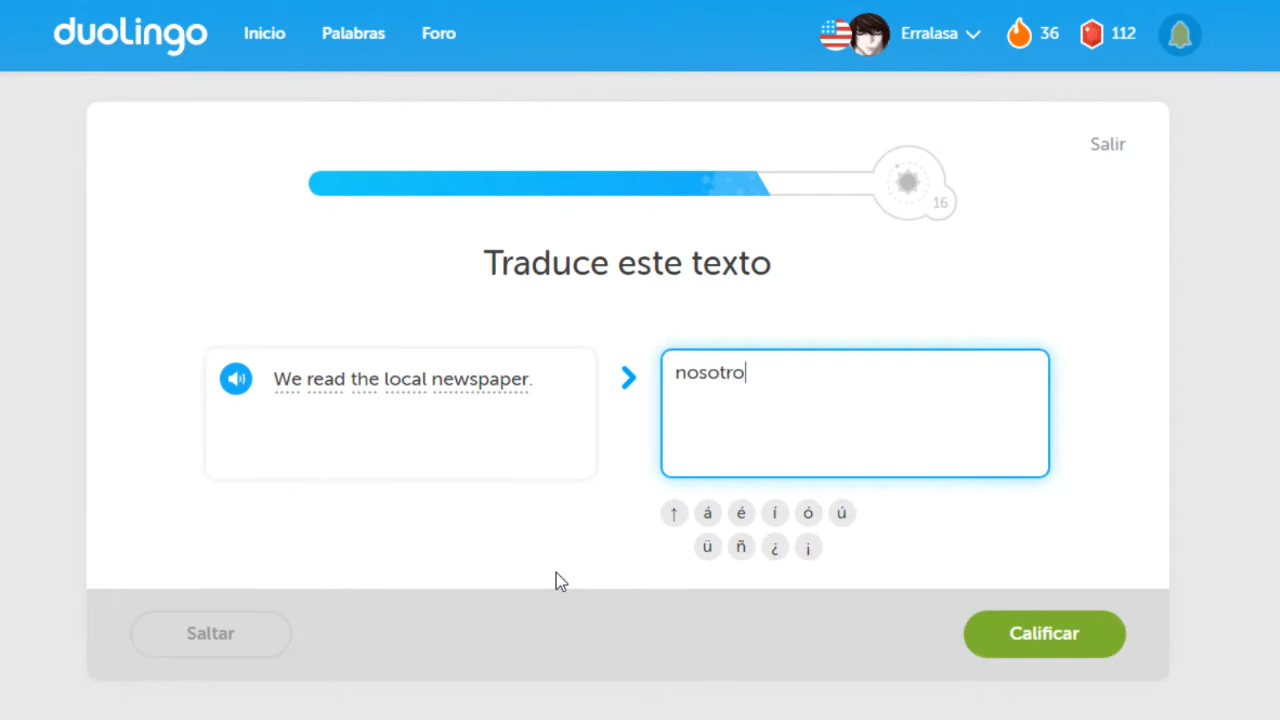 duolingo Inicio Palabras Foro Erralasa 36 112
Salir
16
Traduce este texto
We read the local newspaper.
nosotro
↑ á é í ó ú
ü ñ ¿ ¡
Saltar Calificar